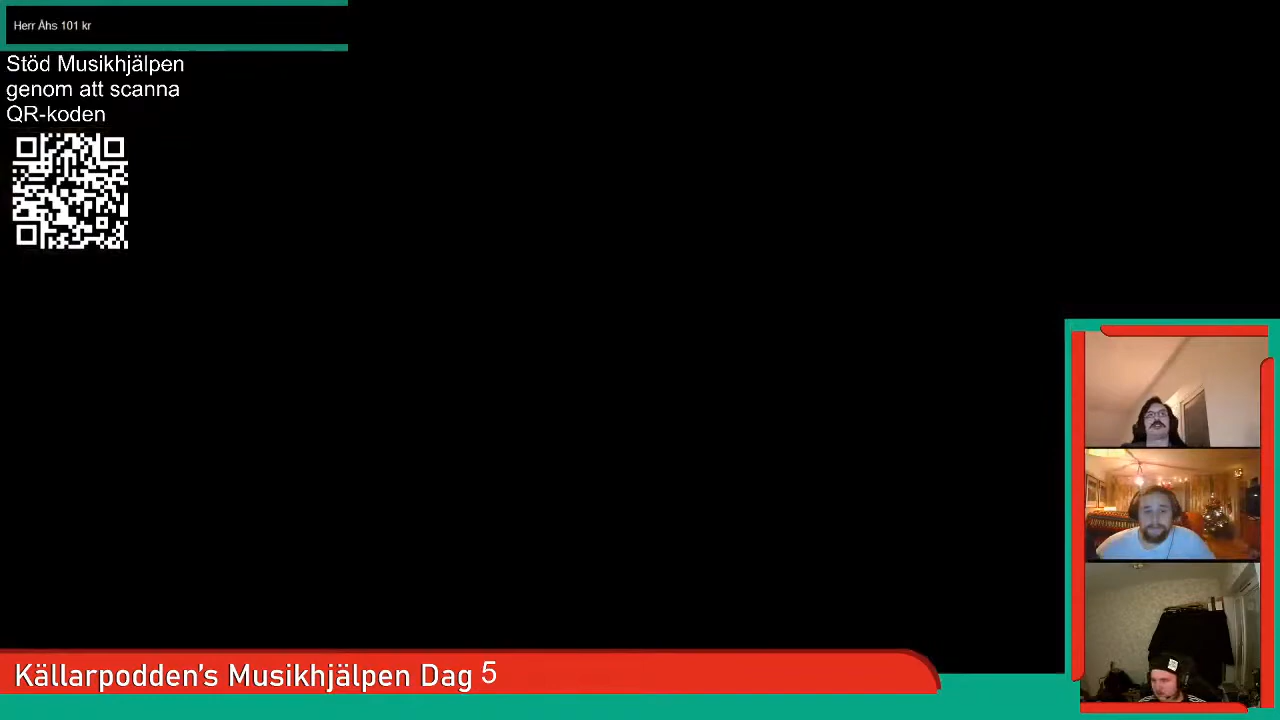 Herr Åhs 101 kr
Stöd Musikhjälpen
genom att scanna
QR-koden
Källarpodden's Musikhjälpen Dag 5